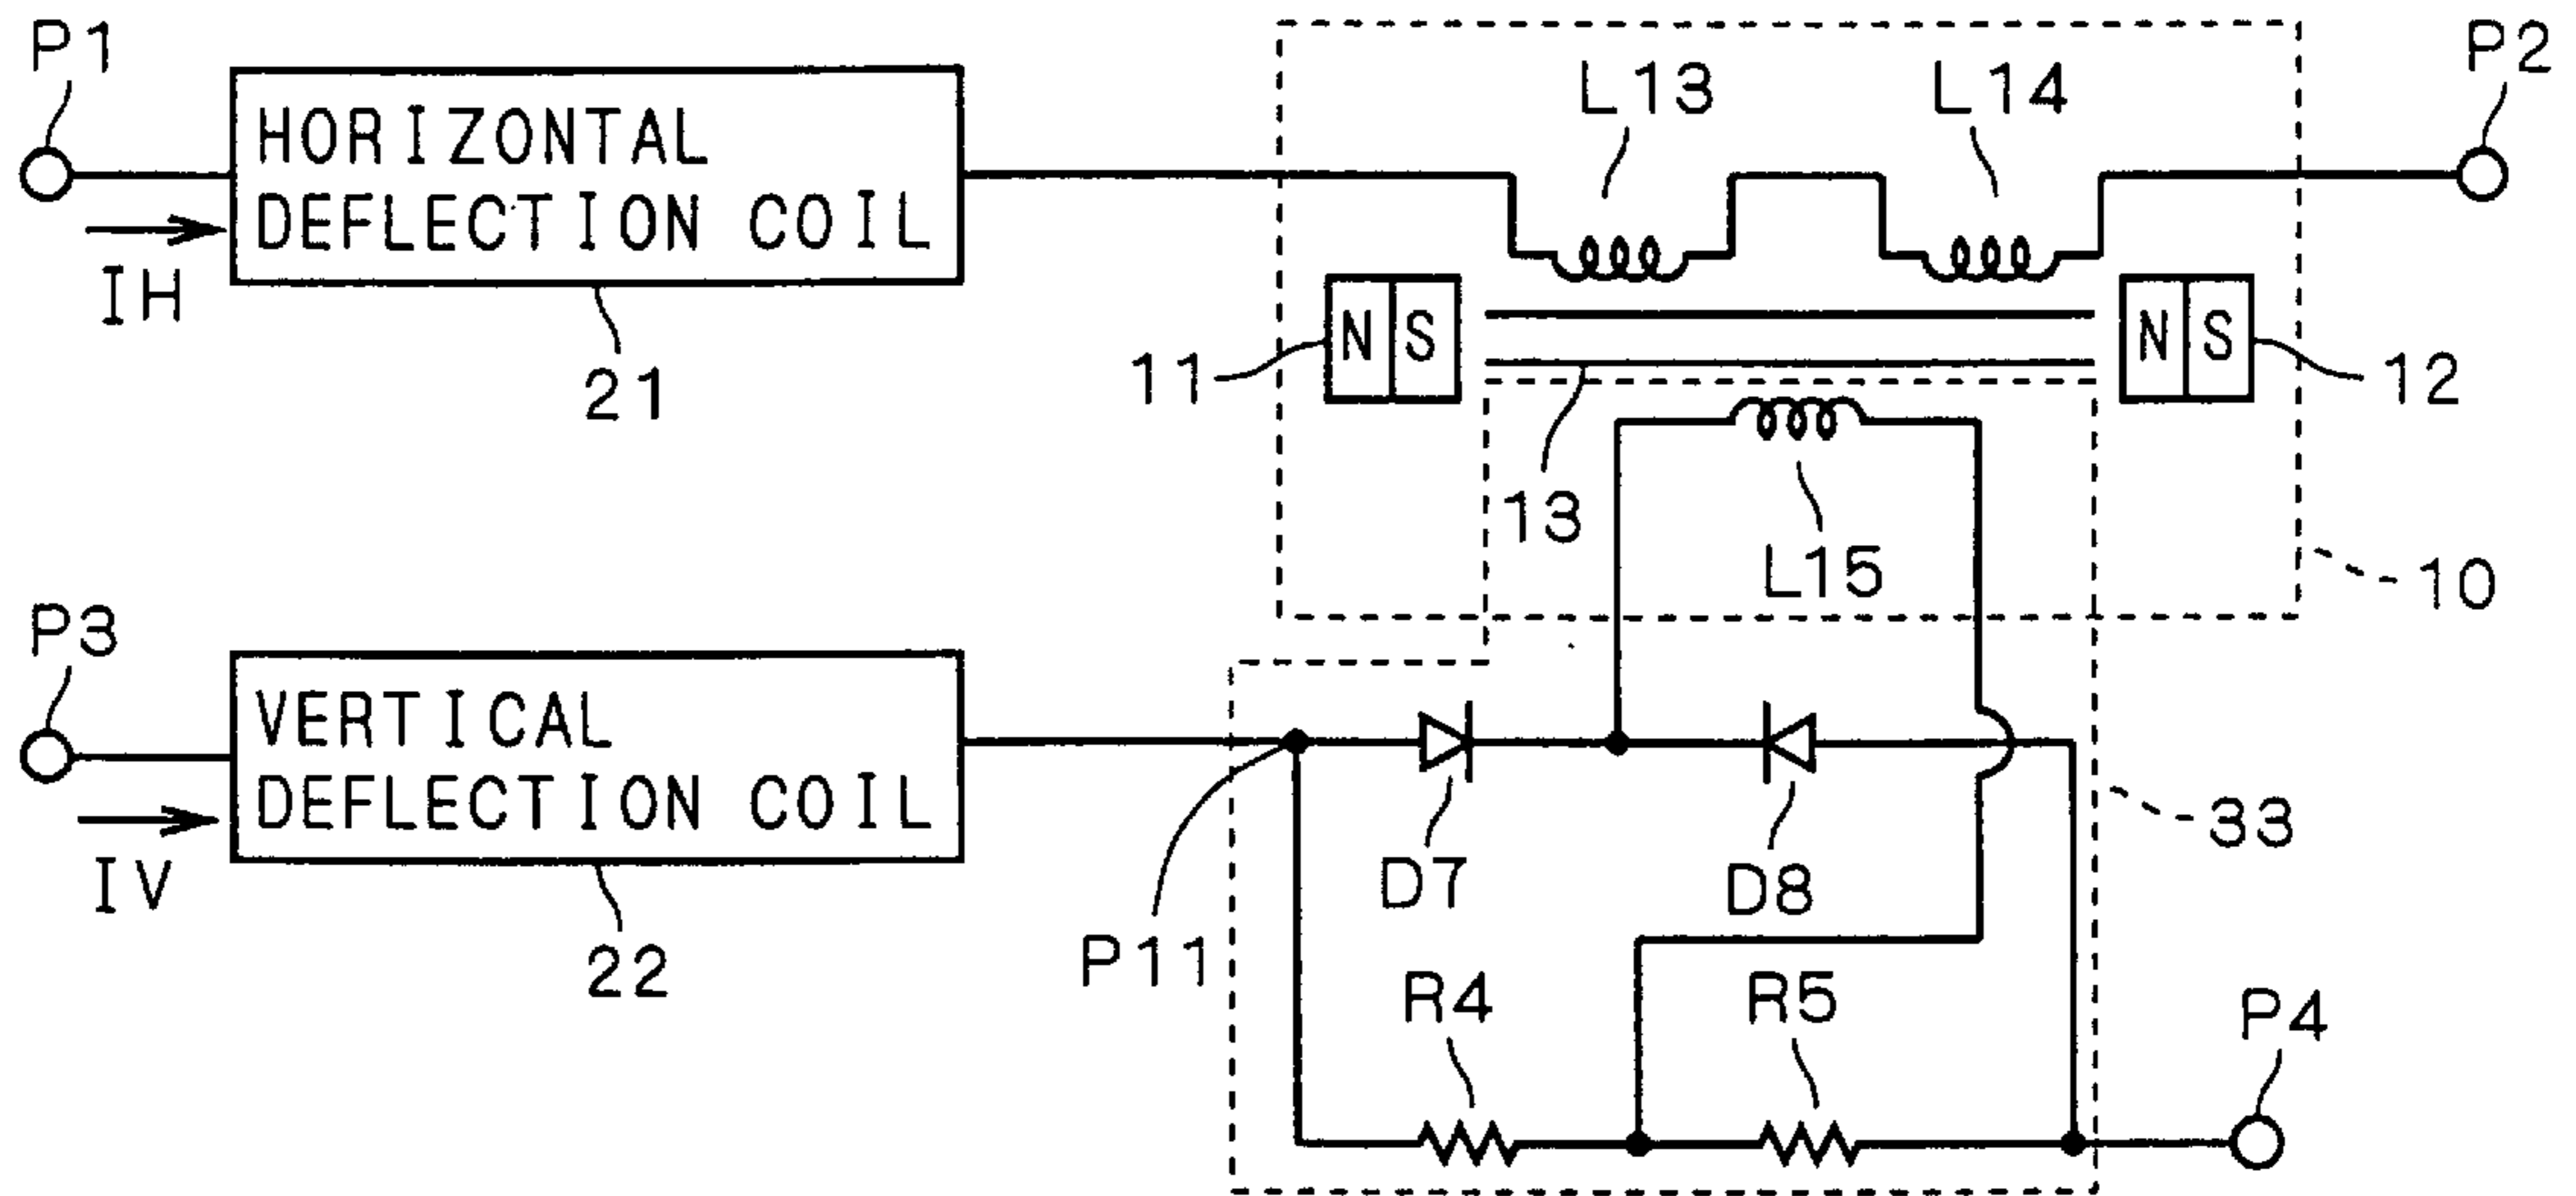 P1
P2
L13
L14
HORIZONTAL
DEFLECTION COIL
IH
21
N S
N S
11
12
13
L15
10
P3
VERTICAL
DEFLECTION COIL
IV
22
P11
D7
D8
33
R4
R5
P4